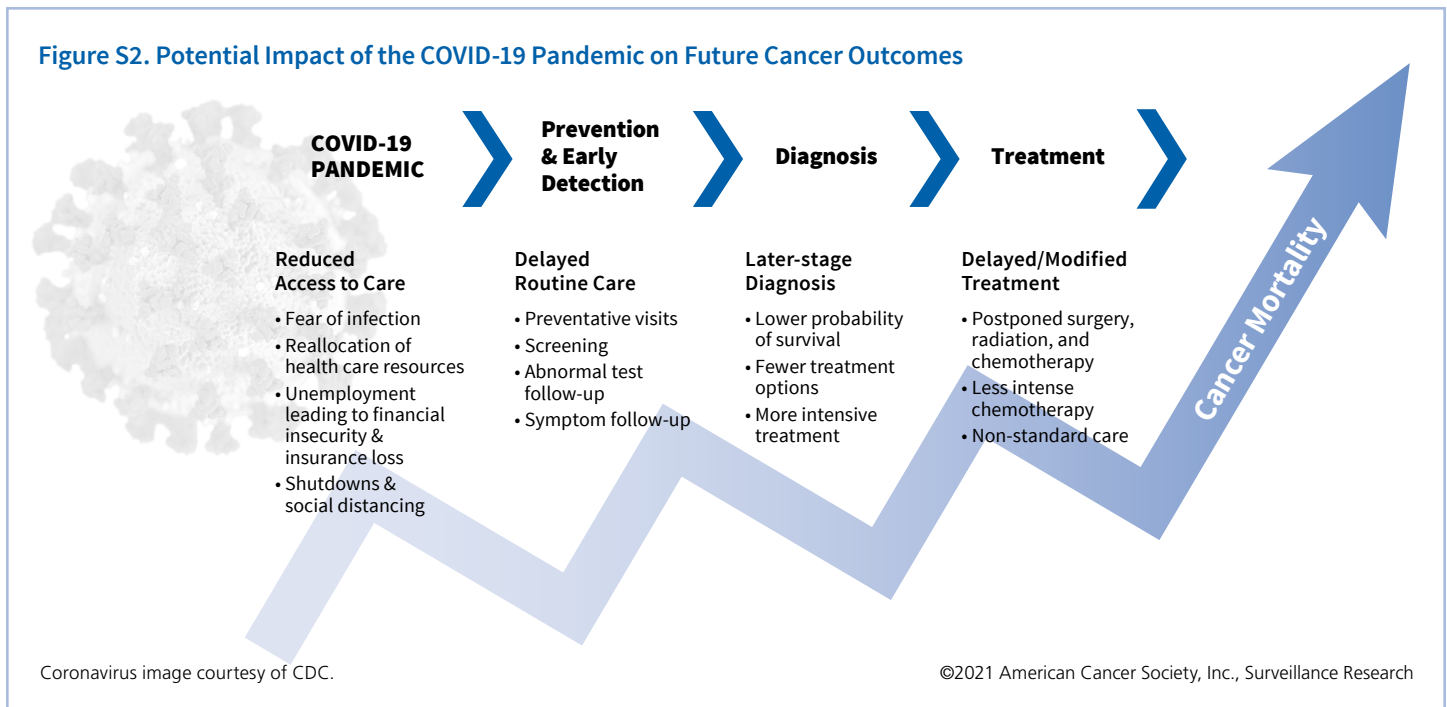 Figure S2. Potential Impact of the COVID-19 Pandemic on Future Cancer Outcomes
COVID-19
PANDEMIC
Prevention
& Early
Detection
Diagnosis
Treatment
Reduced
Access to Care
• Fear of infection
• Reallocation of
health care resources
• Unemployment
leading to financial
insecurity &
insurance loss
• Shutdowns &
social distancing
Delayed
Routine Care
• Preventative visits
• Screening
• Abnormal test
follow-up
• Symptom follow-up
Later-stage
Diagnosis
• Lower probability
of survival
• Fewer treatment
options
• More intensive
treatment
Delayed/Modified
Treatment
• Postponed surgery,
radiation, and
chemotherapy
• Less intense
chemotherapy
• Non-standard care
Cancer Mortality
Coronavirus image courtesy of CDC.
©2021 American Cancer Society, Inc., Surveillance Research